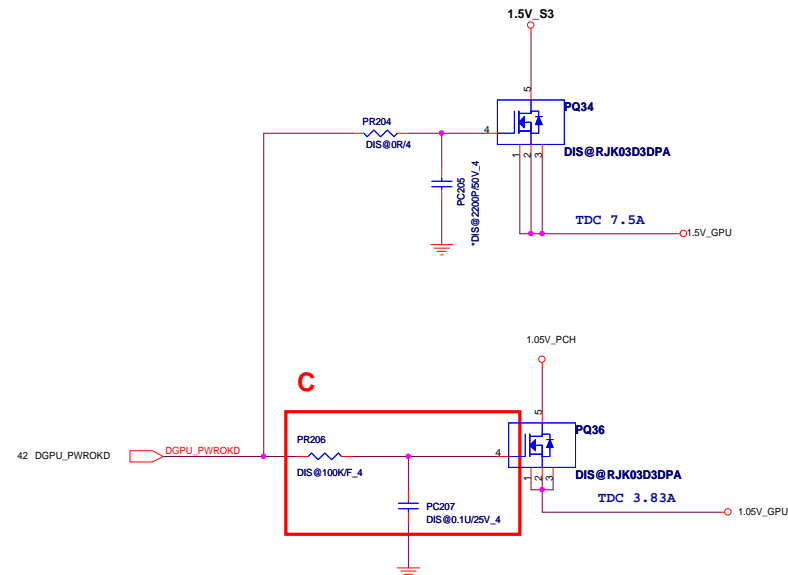 1.5V_S3
5
PQ34
PR204
4
DIS@0R/4
DIS@RJK03D3DPA
1
2
3
PC205
*DIS@2200P/50V_4
TDC 7.5A
1.5V_GPU
1.05V_PCH
C
5
PQ36
PR206
4
42 DGPU_PWROKD
DGPU_PWROKD
DIS@100K/F_4
DIS@RJK03D3DPA
1
2
3
TDC 3.83A
PC207
DIS@0.1U/25V_4
1.05V_GPU